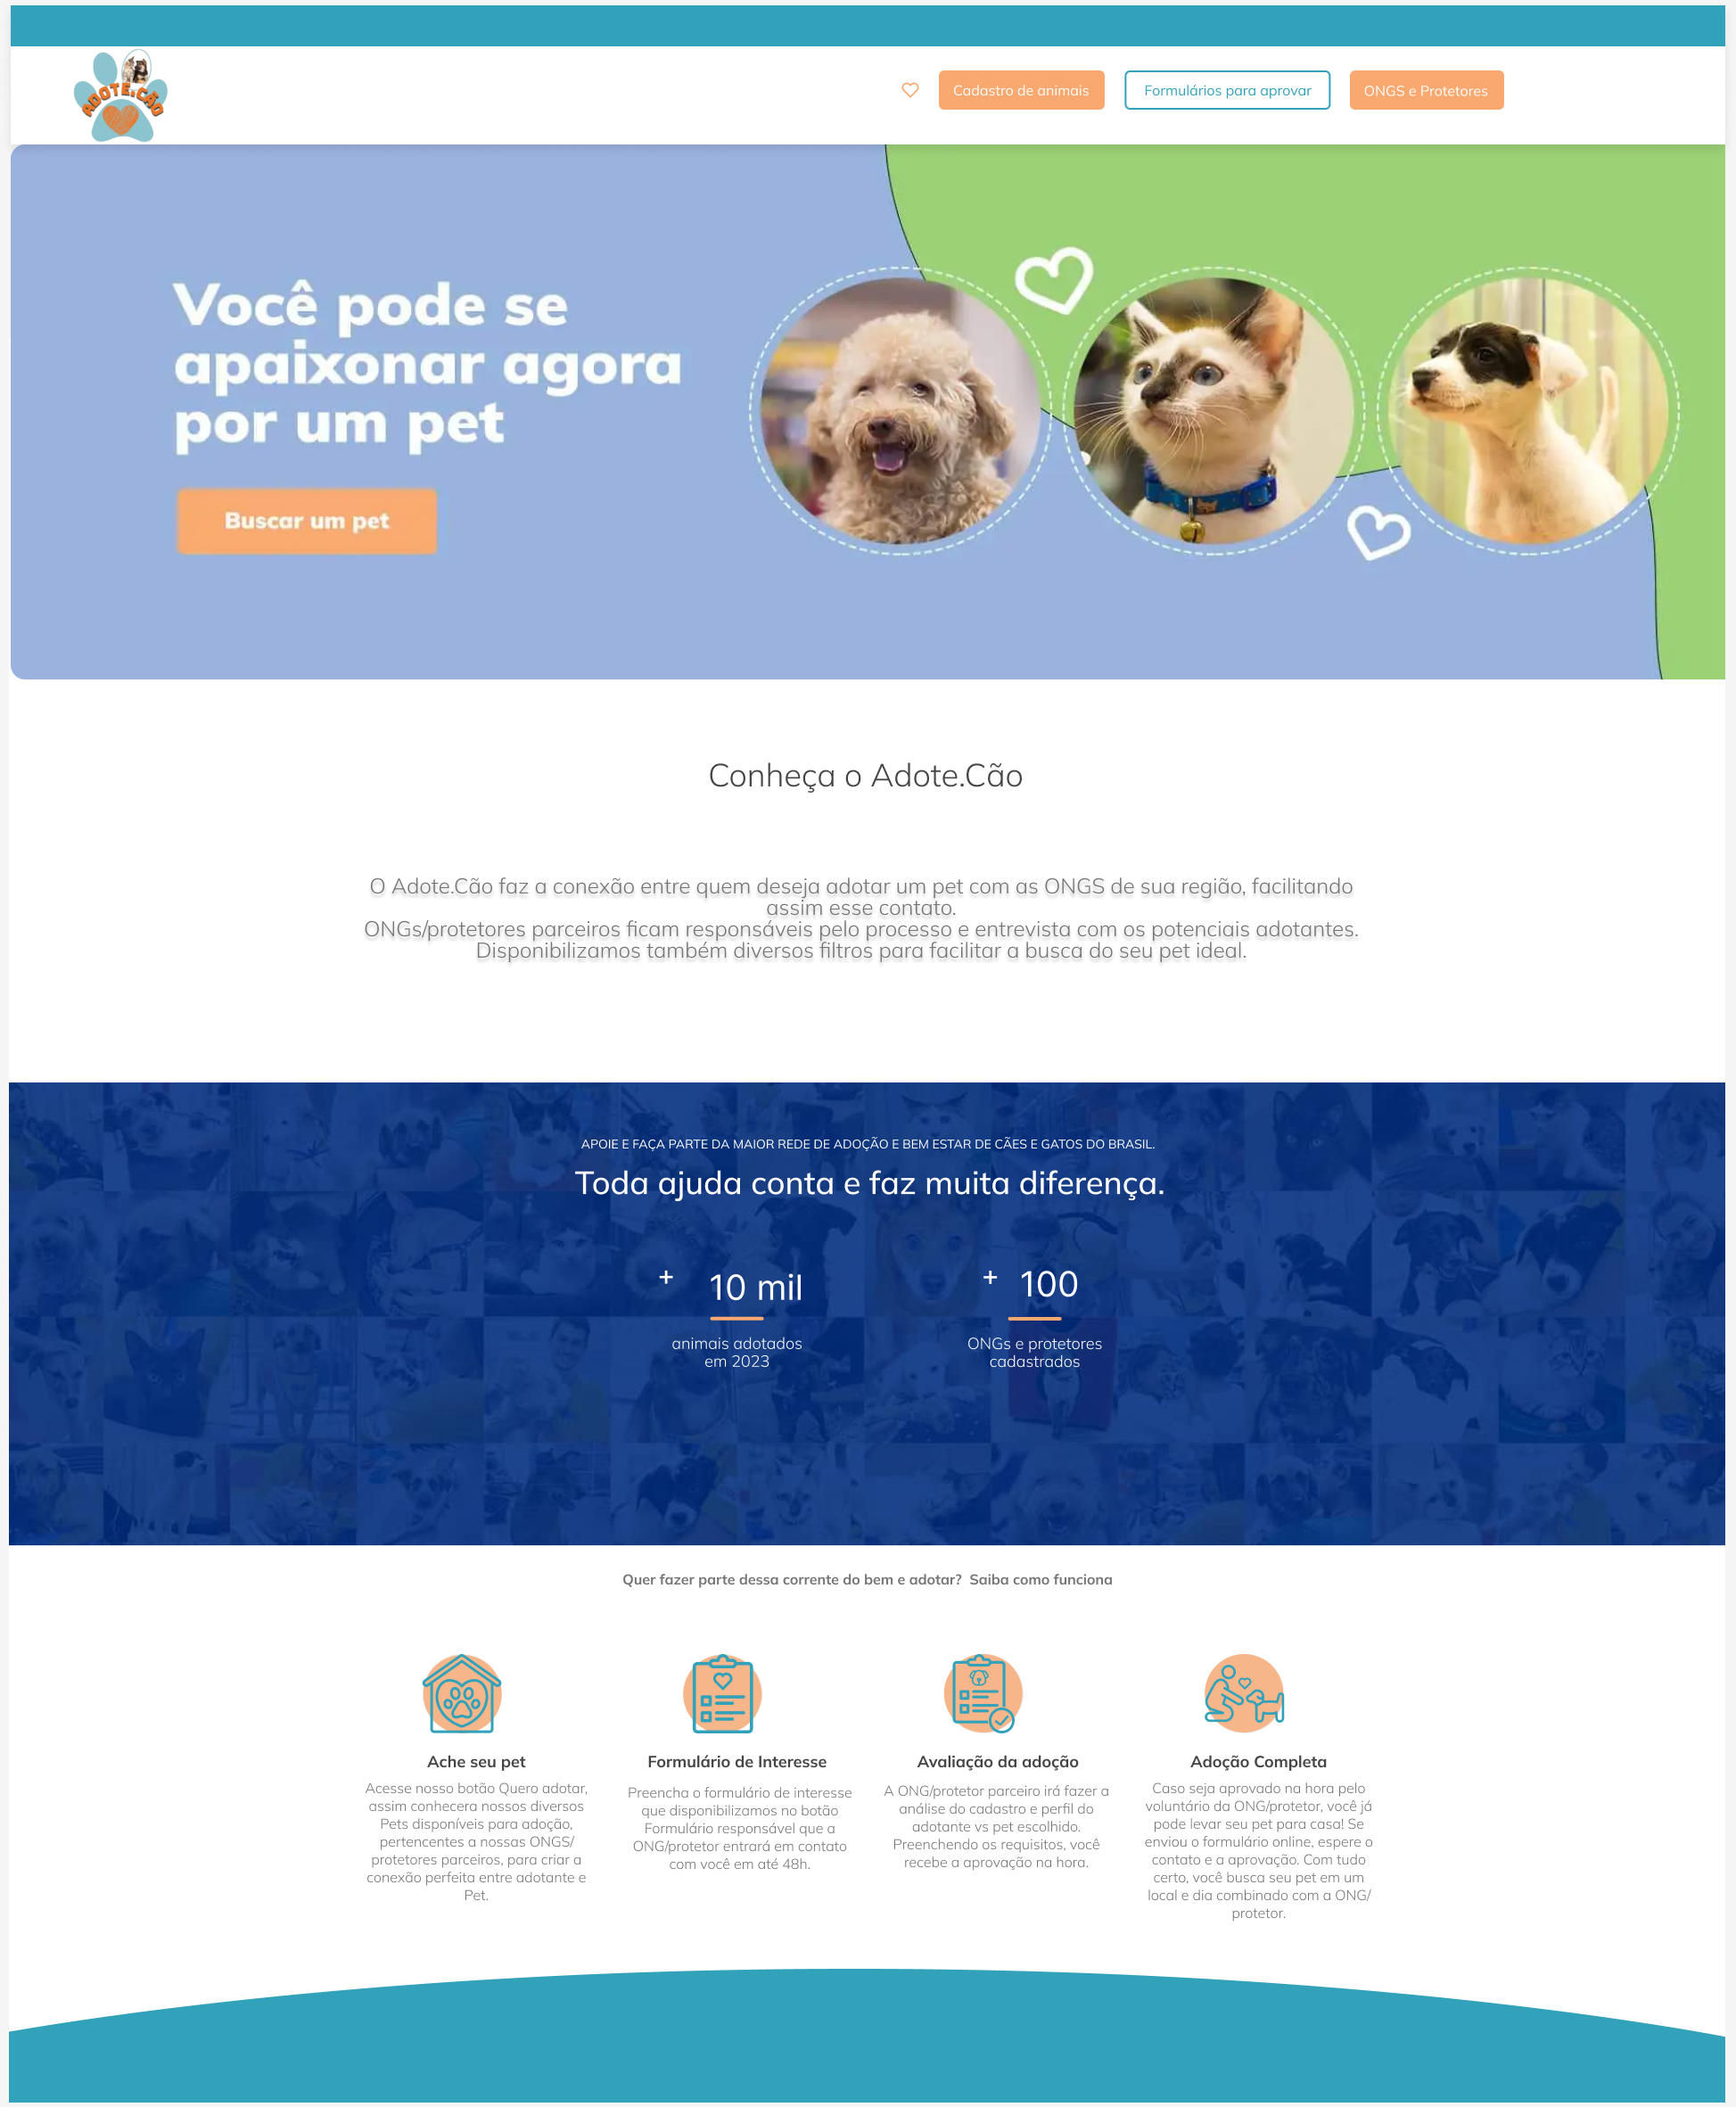 ADOTE.CÃO
Cadastro de animais
Formulários para aprovar
ONGS e Protetores
Você pode se
apaixonar agora
por um pet
Buscar um pet
Conheça o Adote.Cão
O Adote.Cão faz a conexão entre quem deseja adotar um pet com as ONGS de sua região, facilitando
assim esse contato.
ONGs/protetores parceiros ficam responsáveis pelo processo e entrevista com os potenciais adotantes.
Disponibilizamos também diversos filtros para facilitar a busca do seu pet ideal.
APOIE E FAÇA PARTE DA MAIOR REDE DE ADOÇÃO E BEM ESTAR DE CÃES E GATOS DO BRASIL.
Toda ajuda conta e faz muita diferença.
+ 10 mil
animais adotados
em 2023
+ 100
ONGs e protetores
cadastrados
Quer fazer parte dessa corrente do bem e adotar?  Saiba como funciona
Ache seu pet
Acesse nosso botão Quero adotar,
assim conhecera nossos diversos
Pets disponíveis para adoção,
pertencentes a nossas ONGS/
protetores parceiros, para criar a
conexão perfeita entre adotante e
Pet.
Formulário de Interesse
Preencha o formulário de interesse
que disponibilizamos no botão
Formulário responsável que a
ONG/protetor entrará em contato
com você em até 48h.
Avaliação da adoção
A ONG/protetor parceiro irá fazer a
análise do cadastro e perfil do
adotante vs pet escolhido.
Preenchendo os requisitos, você
recebe a aprovação na hora.
Adoção Completa
Caso seja aprovado na hora pelo
voluntário da ONG/protetor, você já
pode levar seu pet para casa! Se
enviou o formulário online, espere o
contato e a aprovação. Com tudo
certo, você busca seu pet em um
local e dia combinado com a ONG/
protetor.